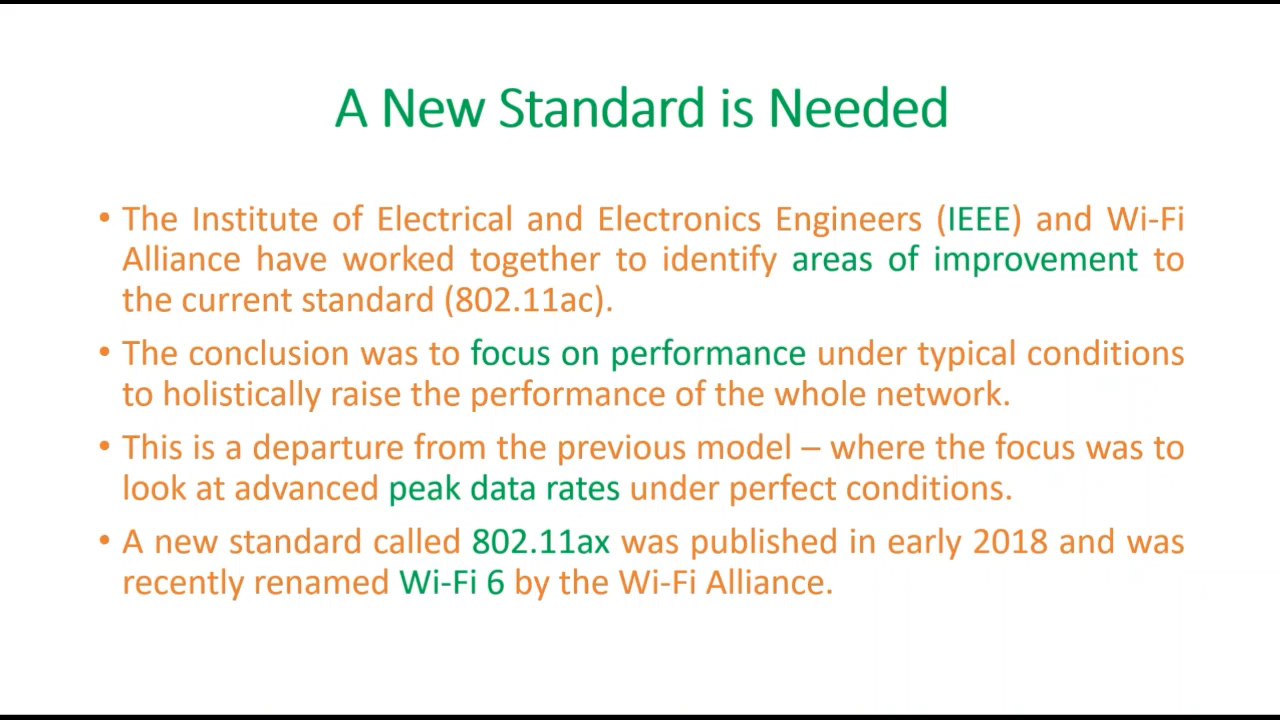 A New Standard is Needed
• The Institute of Electrical and Electronics Engineers (IEEE) and Wi-Fi
Alliance have worked together to identify areas of improvement to
the current standard (802.11ac).
• The conclusion was to focus on performance under typical conditions
to holistically raise the performance of the whole network.
• This is a departure from the previous model – where the focus was to
look at advanced peak data rates under perfect conditions.
• A new standard called 802.11ax was published in early 2018 and was
recently renamed Wi-Fi 6 by the Wi-Fi Alliance.